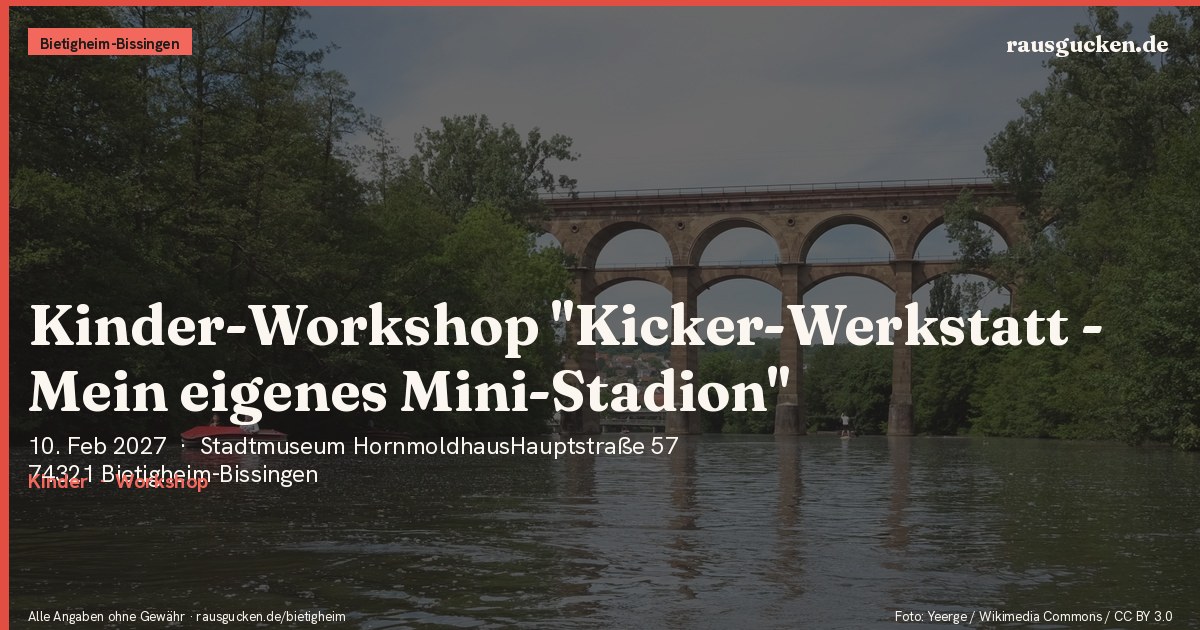 Bietigheim-Bissingen
rausgucken.de
Kinder-Workshop "Kicker-Werkstatt -
Mein eigenes Mini-Stadion"
10. Feb 2027 · Stadtmuseum HornmoldhausHauptstraße 57
74321 Bietigheim-Bissingen
Kinder · Workshop
Alle Angaben ohne Gewähr · rausgucken.de/bietigheim
Foto: Yeerge / Wikimedia Commons / CC BY 3.0